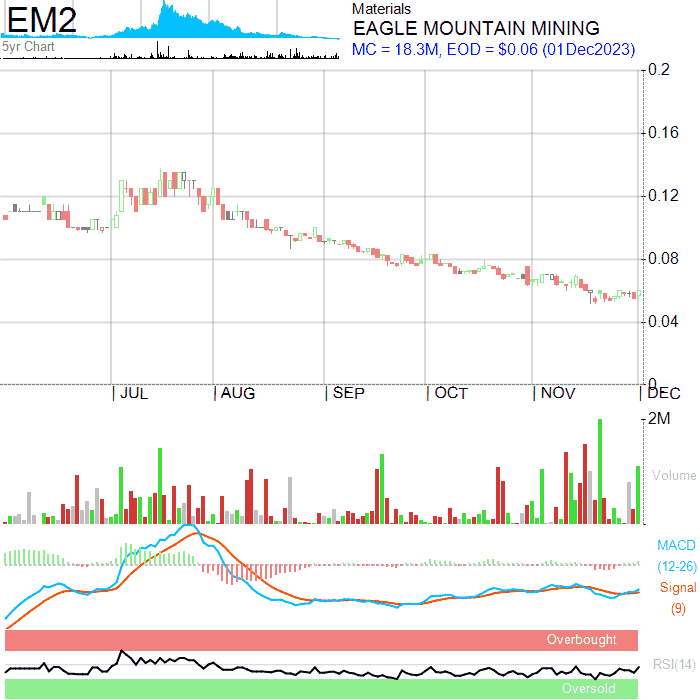 EM2
5yr Chart
Materials
EAGLE MOUNTAIN MINING
MC = 18.3M, EOD = $0.06 (01Dec2023)
0.2
0.16
0.12
0.08
0.04
0
JUL AUG SEP OCT NOV DEC
2M
Volume
MACD
(12-26)
Signal
(9)
Overbought
RSI(14)
Oversold